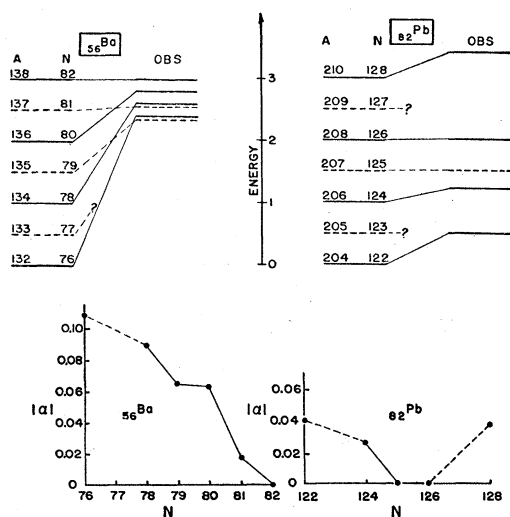 A N ₅₆Ba OBS
138 82
137 81
136 80
135 79
134 78
133 77 ?
132 76
ENERGY
3
2
1
0
A N ₈₂Pb OBS
210 128
209 127 ?
208 126
207 125
206 124
205 123 ?
204 122
0.10
0.08
0.06
0.04
0.02
0
|α| ₅₆Ba
76 77 78 79 80 81 82
N
0.06
0.04
0.02
0
|α| ₈₂Pb
122 124 126 128
N